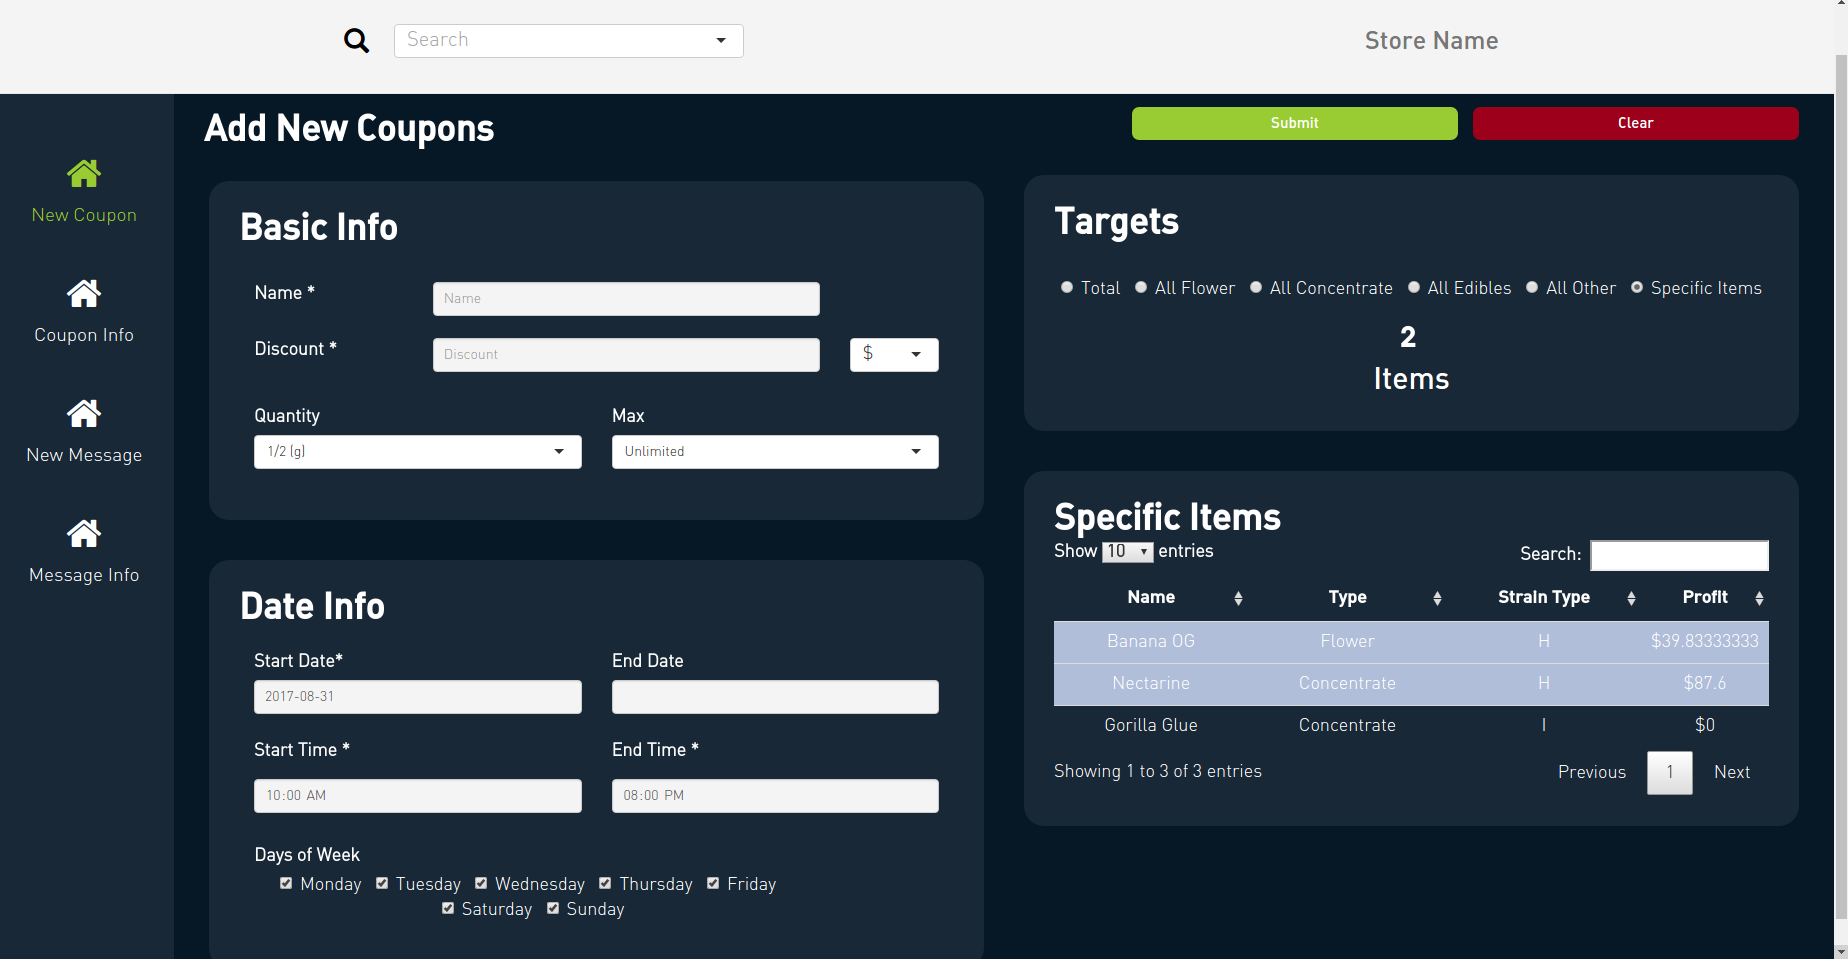 Search
Store Name
New Coupon
Coupon Info
New Message
Message Info
Add New Coupons
Submit
Clear
Basic Info
Name *
Name
Discount *
Discount
$
Quantity
Max
1/2 (g)
Unlimited
Date Info
Start Date*
End Date
2017-08-31
Start Time *
End Time *
10:00 AM
08:00 PM
Days of Week
Monday Tuesday Wednesday Thursday Friday
Saturday Sunday
Targets
Total All Flower All Concentrate All Edibles All Other Specific Items
2
Items
Specific Items
Show 10 entries
Search:
Name Type Strain Type Profit
Banana OG Flower H $39.83333333
Nectarine Concentrate H $87.6
Gorilla Glue Concentrate I $0
Showing 1 to 3 of 3 entries
Previous 1 Next